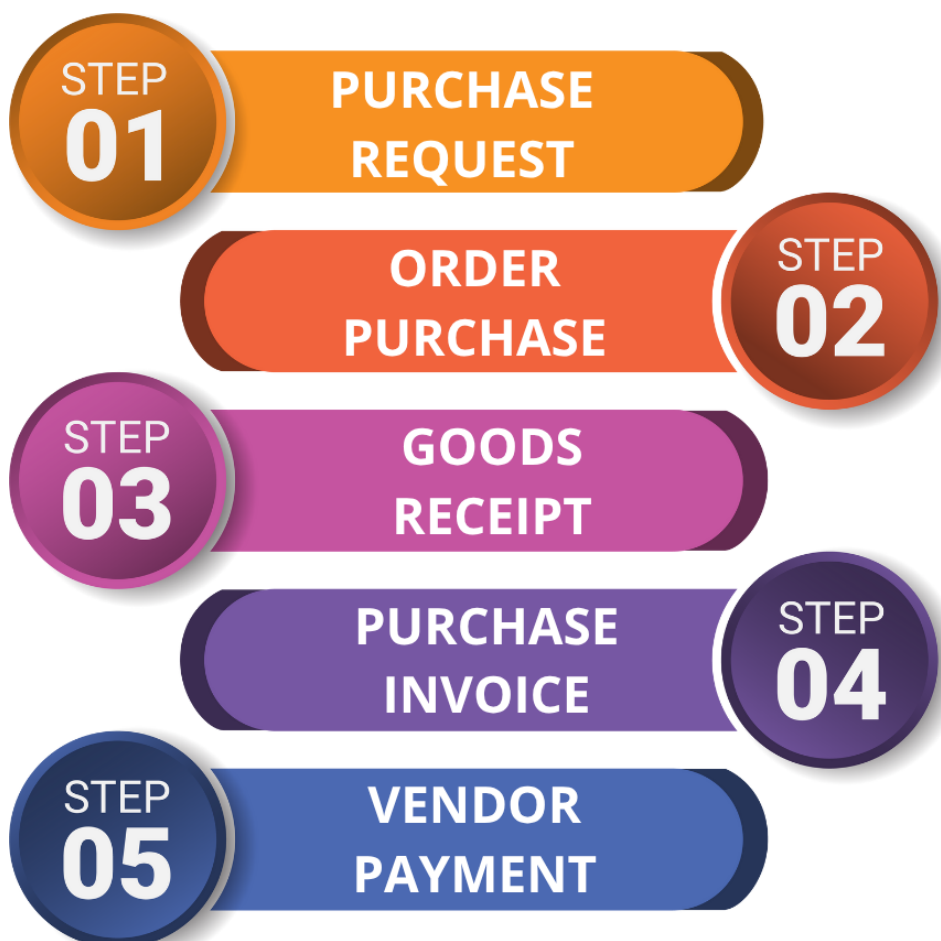 STEP
01
PURCHASE
REQUEST
ORDER
PURCHASE
STEP
02
STEP
03
GOODS
RECEIPT
PURCHASE
INVOICE
STEP
04
STEP
05
VENDOR
PAYMENT